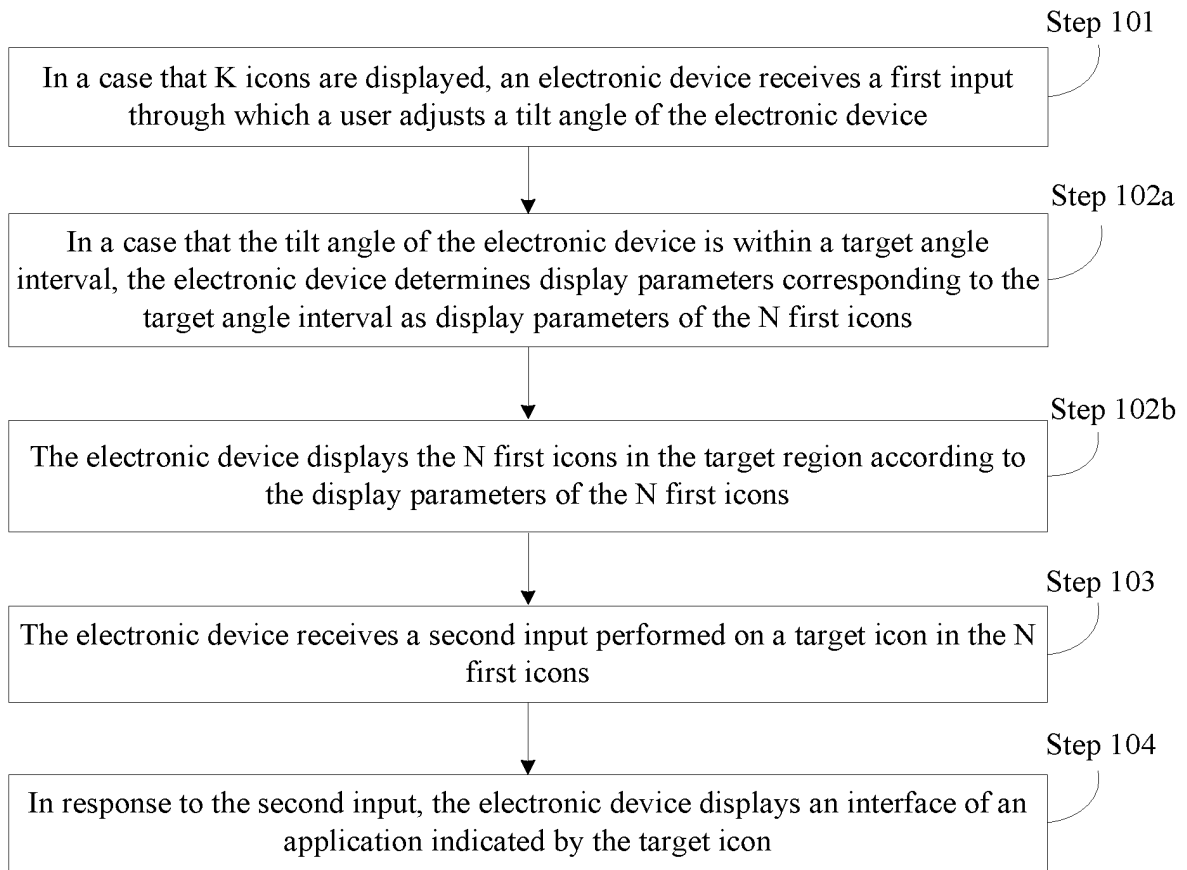 Step 101
In a case that K icons are displayed, an electronic device receives a first input
through which a user adjusts a tilt angle of the electronic device
Step 102a
In a case that the tilt angle of the electronic device is within a target angle
interval, the electronic device determines display parameters corresponding to the
target angle interval as display parameters of the N first icons
Step 102b
The electronic device displays the N first icons in the target region according to
the display parameters of the N first icons
Step 103
The electronic device receives a second input performed on a target icon in the N
first icons
Step 104
In response to the second input, the electronic device displays an interface of an
application indicated by the target icon